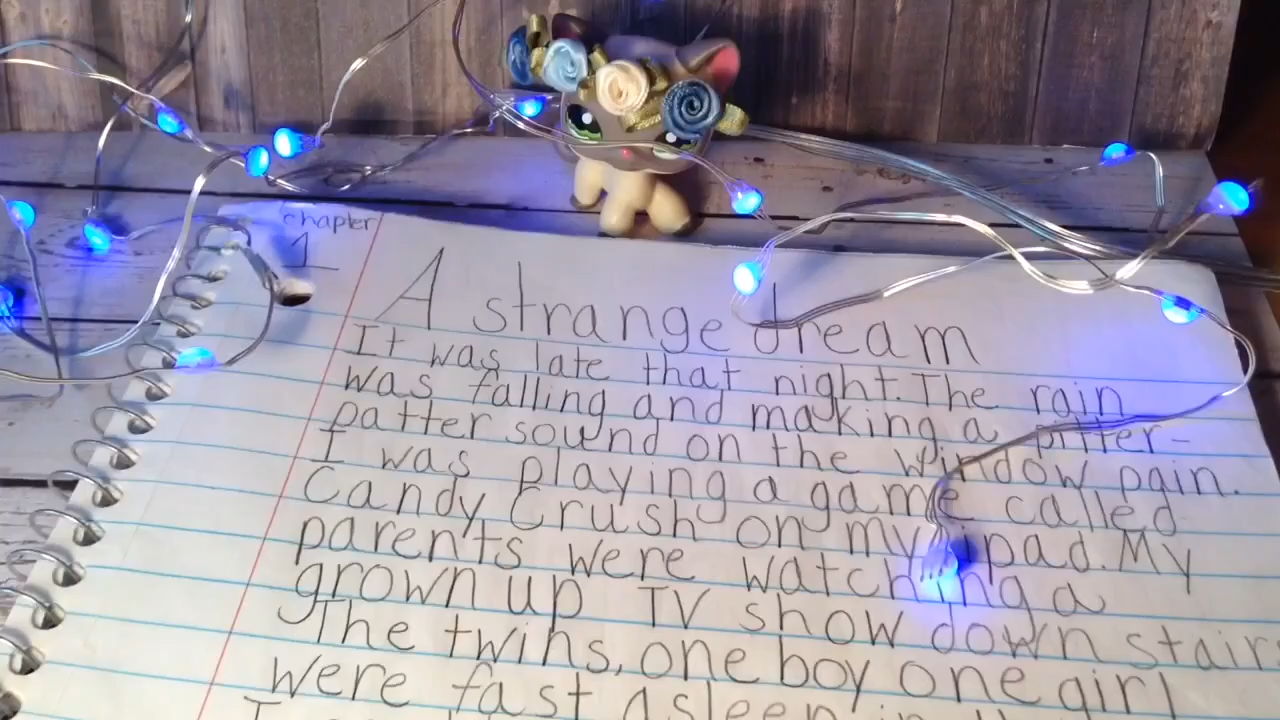 chapter
1
A strange dream
It was late that night. The rain
was falling and making a pitter-
patter sound on the window pain.
I was playing a game called
Candy Crush on my ipad. My
parent's were watching a
grown up TV show down stairs
The twins, one boy one girl
were fast asleep in
I